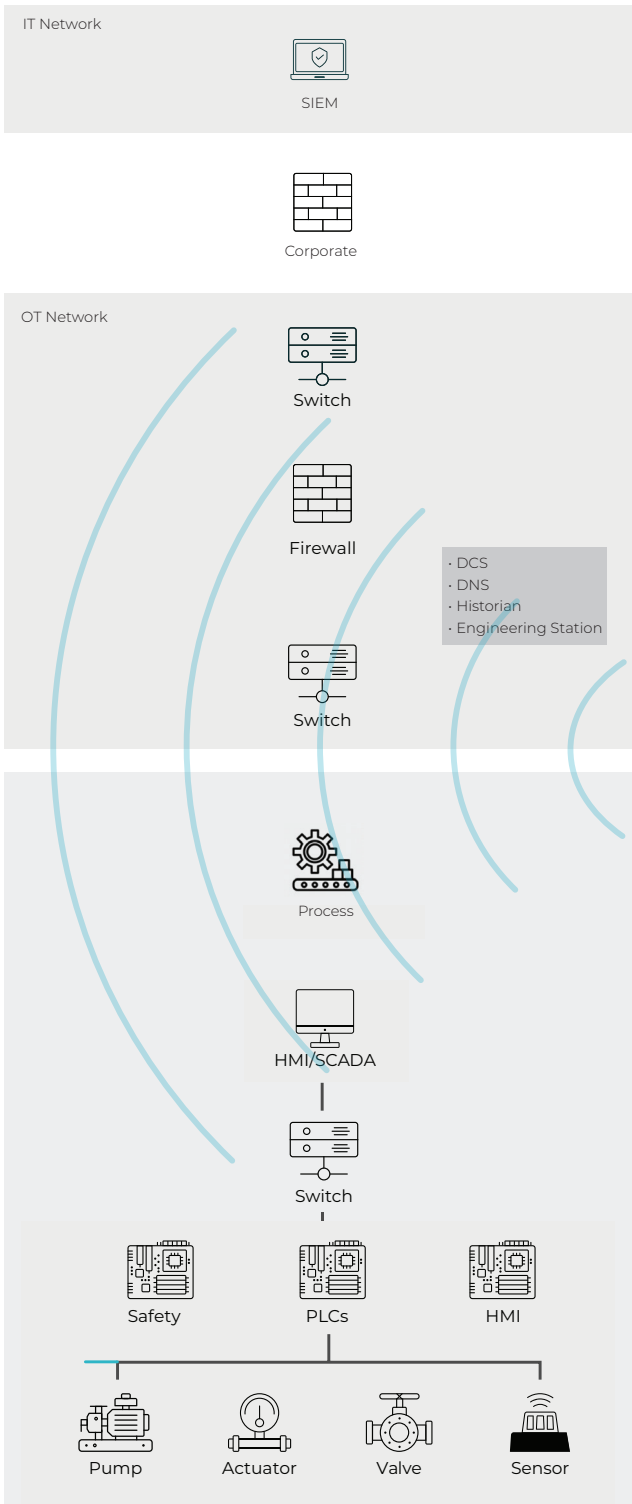 IT Network
SIEM
Corporate
OT Network
Switch
Firewall
· DCS
· DNS
· Historian
· Engineering Station
Switch
Process
HMI/SCADA
Switch
Safety
PLCs
HMI
Pump
Actuator
Valve
Sensor